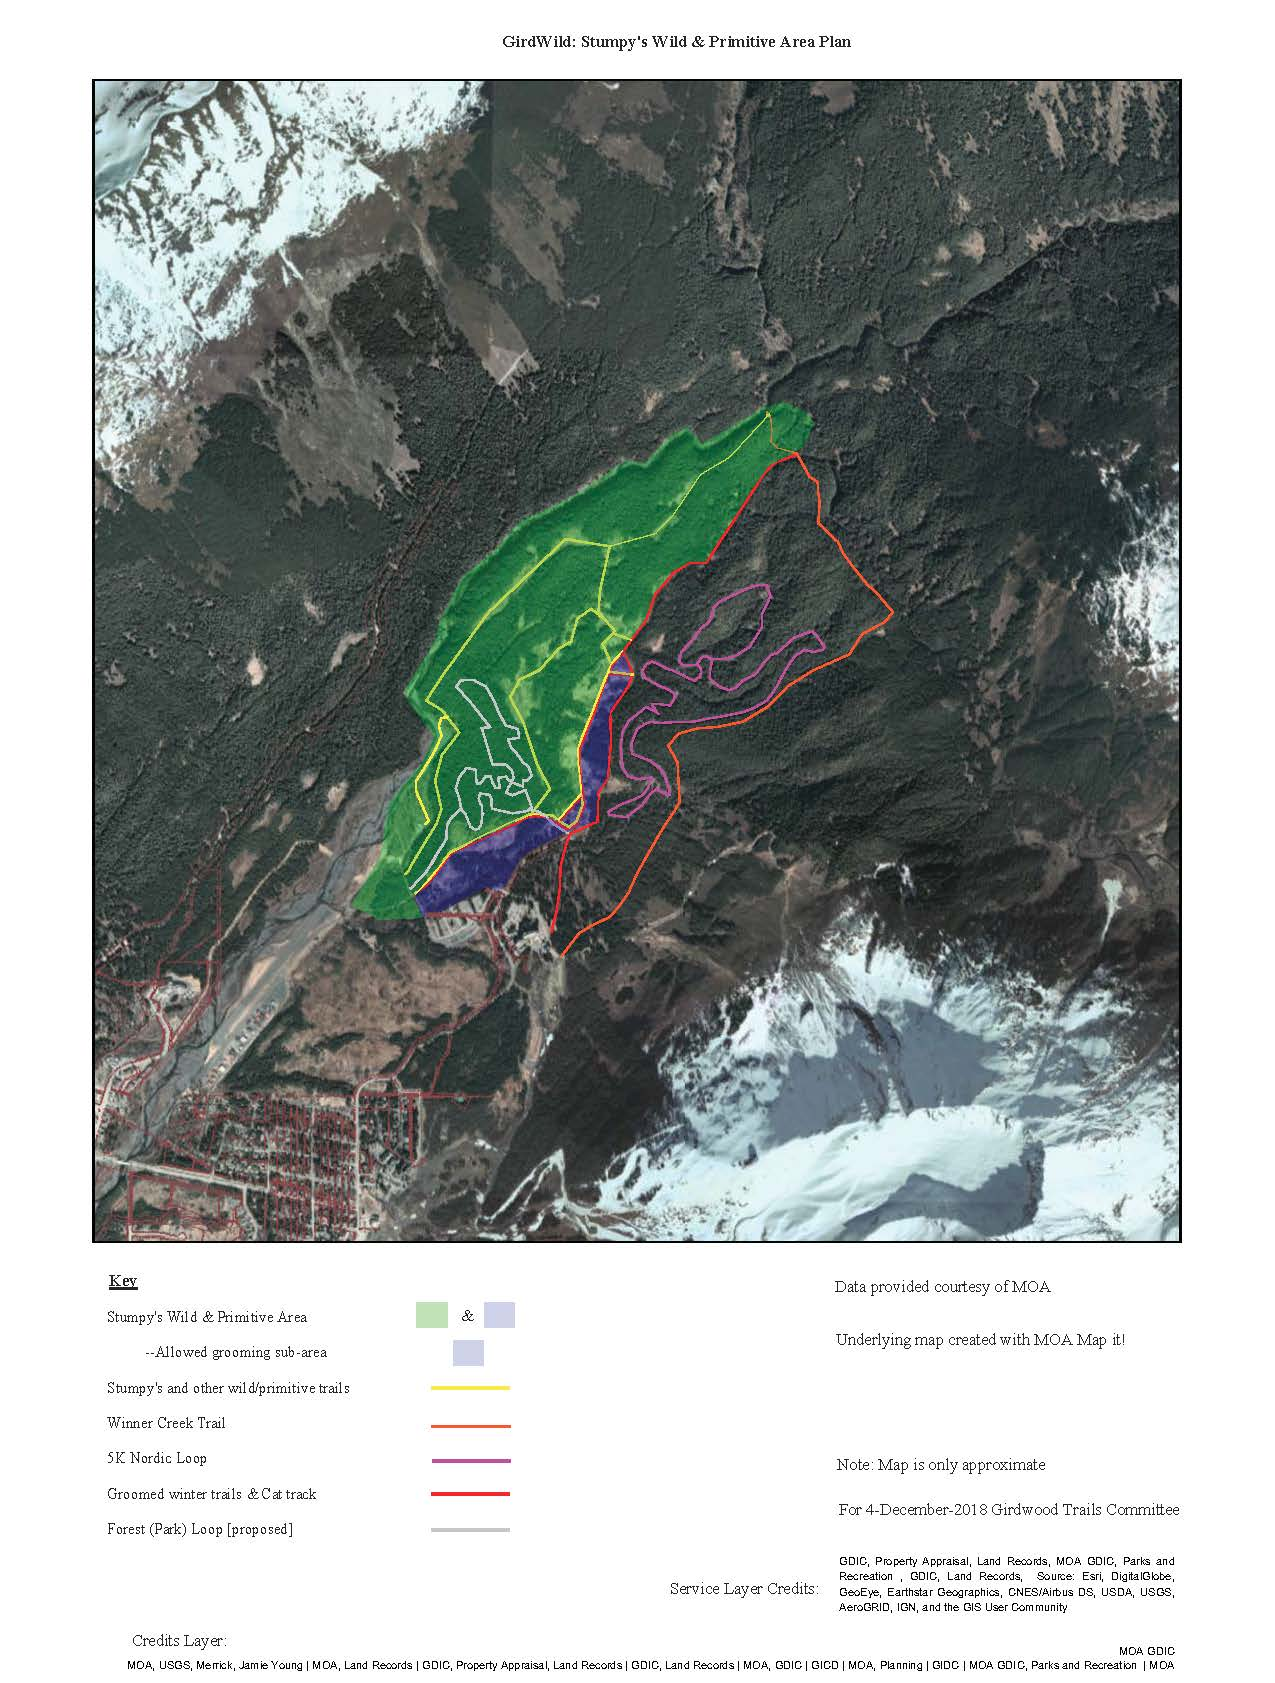 GirdWild: Stumpy's Wild & Primitive Area Plan
Key
Stumpy's Wild & Primitive Area
&
--Allowed grooming sub-area
Stumpy's and other wild/primitive trails
Winner Creek Trail
5K Nordic Loop
Groomed winter trails & Cat track
Forest (Park) Loop [proposed]
Data provided courtesy of MOA
Underlying map created with MOA Map it!
Note: Map is only approximate
For 4-December-2018 Girdwood Trails Committee
Service Layer Credits:
GDIC, Property Appraisal, Land Records, MOA GDIC, Parks and
Recreation , GDIC, Land Records, Source: Esri, DigitalGlobe,
GeoEye, Earthstar Geographics, CNES/Airbus DS, USDA, USGS,
AeroGRID, IGN, and the GIS User Community
Credits Layer:
MOA GDIC
MOA, USGS, Merrick, Jamie Young | MOA, Land Records | GDIC, Property Appraisal, Land Records | GDIC, Land Records | MOA, GDIC | GICD | MOA, Planning | GIDC | MOA GDIC, Parks and Recreation | MOA